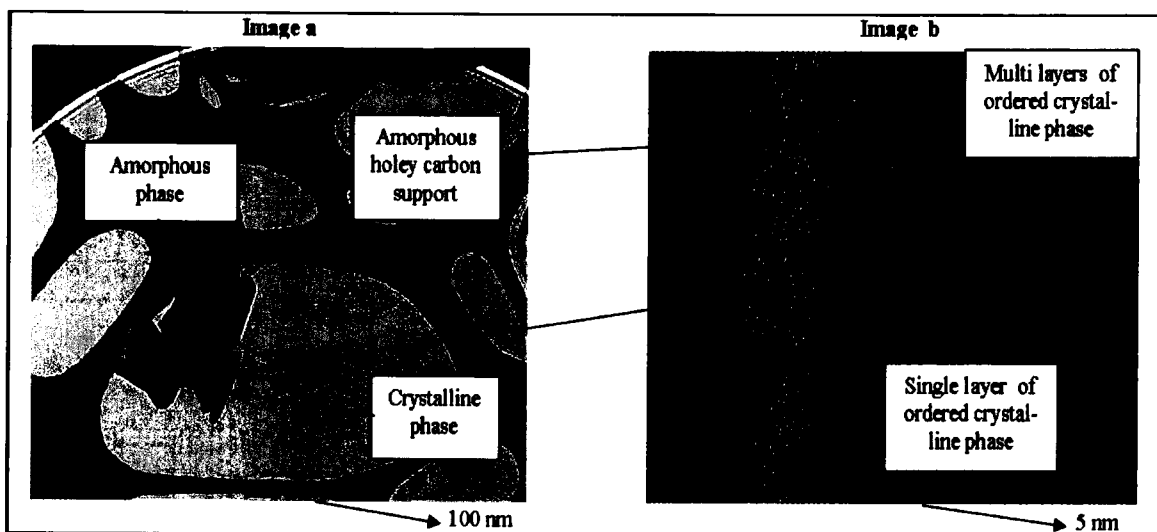 Image a
Image b
Amorphous
phase
Amorphous
holey carbon
support
Crystalline
phase
100 nm
Multi layers of
ordered crystal-
line phase
Single layer of
ordered crystal-
line phase
5 nm